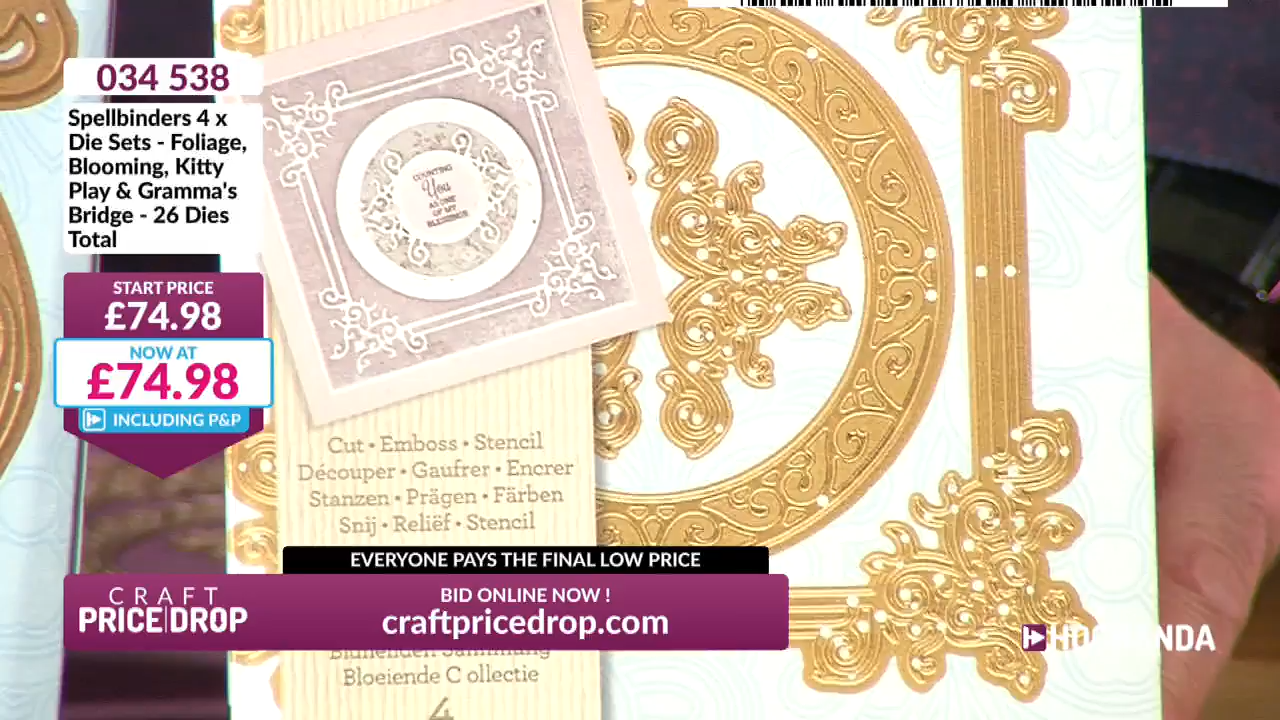 034 538
Spellbinders 4 x
Die Sets - Foliage,
Blooming, Kitty
Play & Gramma's
Bridge - 26 Dies
Total
START PRICE
£74.98
NOW AT
£74.98
INCLUDING P&P
COUNTING
You
AS ONE
OF MY
BLESSINGS
Cut • Emboss • Stencil
Découper • Gaufrer • Encrer
Stanzen • Prägen • Färben
Snij • Reliëf • Stencil
EVERYONE PAYS THE FINAL LOW PRICE
CRAFT
PRICE DROP
BID ONLINE NOW !
craftpricedrop.com
Bloeiende Collectie
4